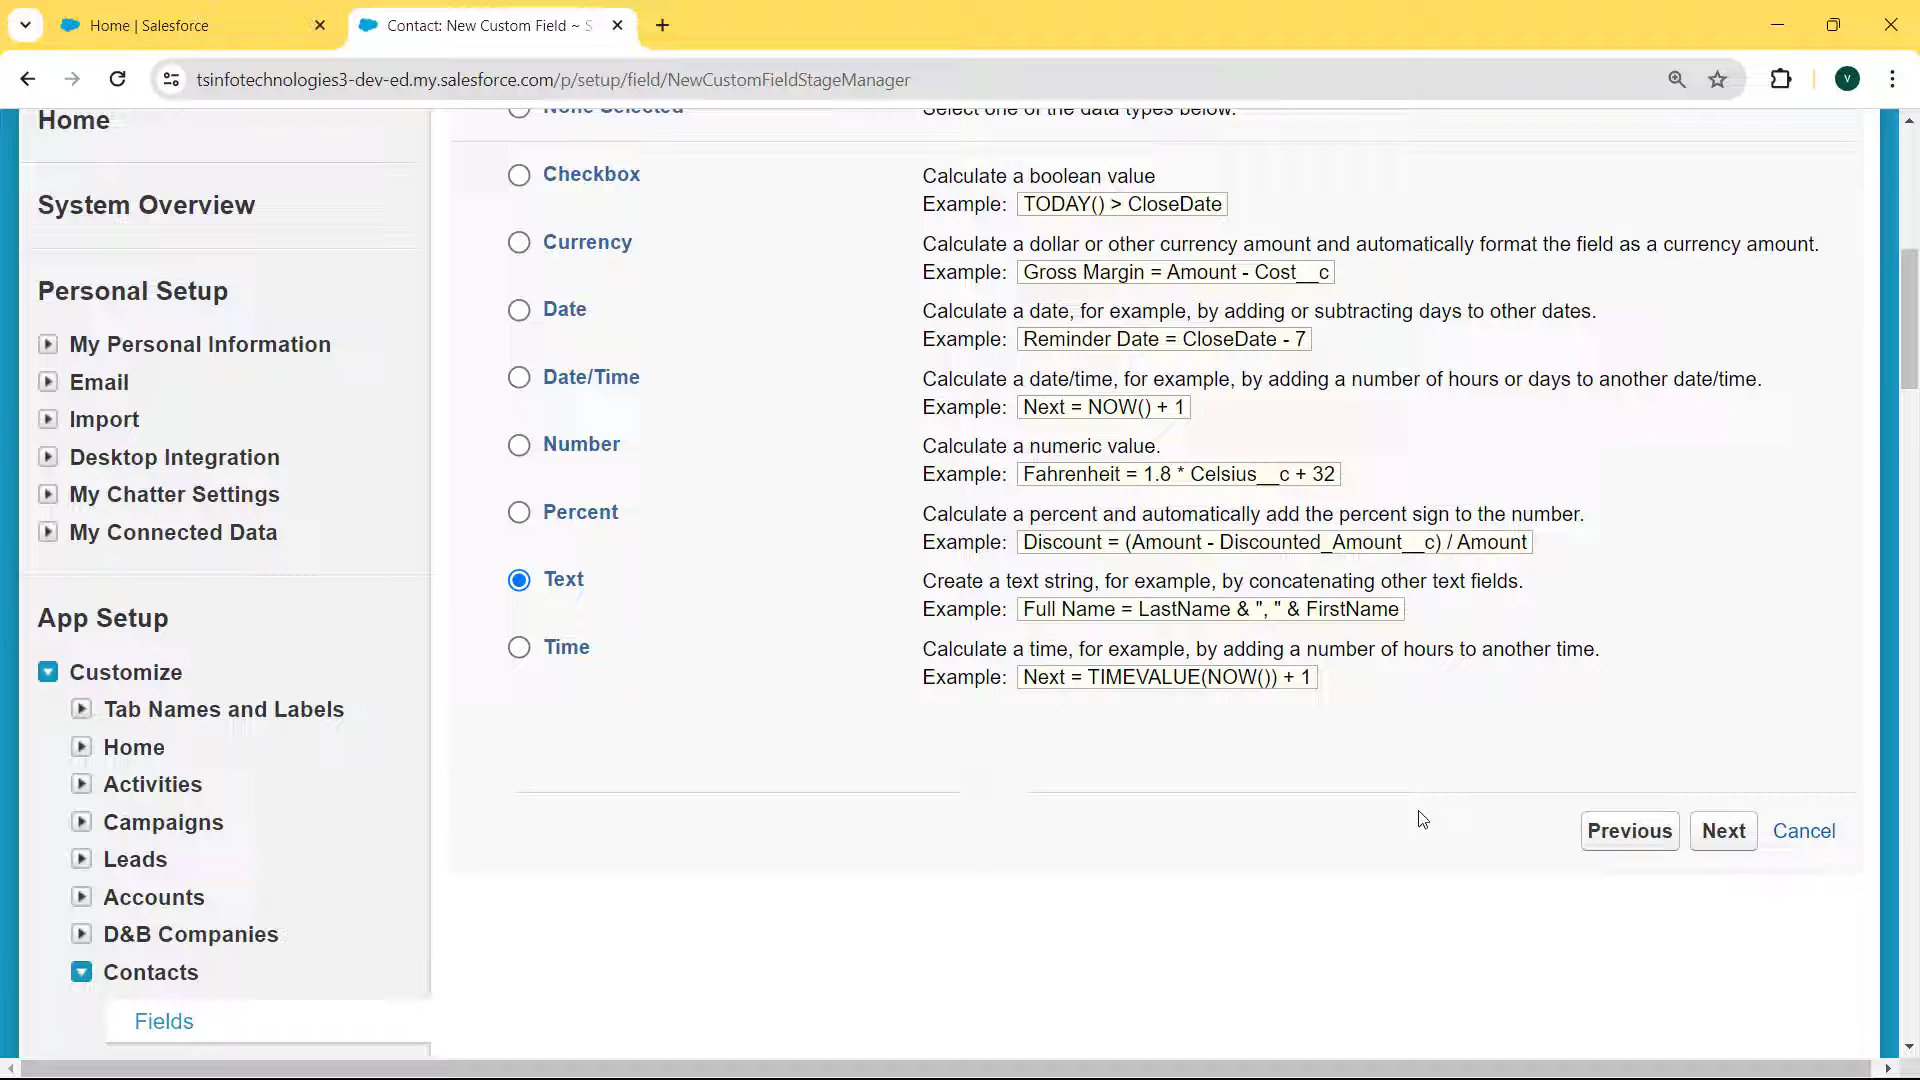 Home | Salesforce
Contact: New Custom Field ~ S
tsinfotechnologies3-dev-ed.my.salesforce.com/p/setup/field/NewCustomFieldStageManager
V
Home
System Overview
Personal Setup
My Personal Information
Email
Import
Desktop Integration
My Chatter Settings
My Connected Data
App Setup
Customize
Tab Names and Labels
Home
Activities
Campaigns
Leads
Accounts
D&B Companies
Contacts
Fields
None Selected
Select one of the data types below.
Checkbox
Calculate a boolean value
Example: TODAY() > CloseDate
Currency
Calculate a dollar or other currency amount and automatically format the field as a currency amount.
Example: Gross Margin = Amount - Cost__c
Date
Calculate a date, for example, by adding or subtracting days to other dates.
Example: Reminder Date = CloseDate - 7
Date/Time
Calculate a date/time, for example, by adding a number of hours or days to another date/time.
Example: Next = NOW() + 1
Number
Calculate a numeric value.
Example: Fahrenheit = 1.8 * Celsius__c + 32
Percent
Calculate a percent and automatically add the percent sign to the number.
Example: Discount = (Amount - Discounted_Amount__c) / Amount
Text
Create a text string, for example, by concatenating other text fields.
Example: Full Name = LastName & ", " & FirstName
Time
Calculate a time, for example, by adding a number of hours to another time.
Example: Next = TIMEVALUE(NOW()) + 1
Previous
Next
Cancel